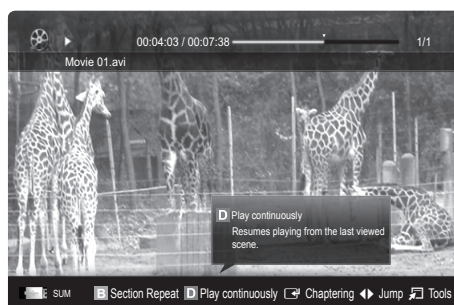 00:04:03 / 00:07:38 1/1
Movie 01.avi
D Play continuously
Resumes playing from the last viewed
scene.
E SUM B Section Repeat D Play continuously Chaptering Jump Tools